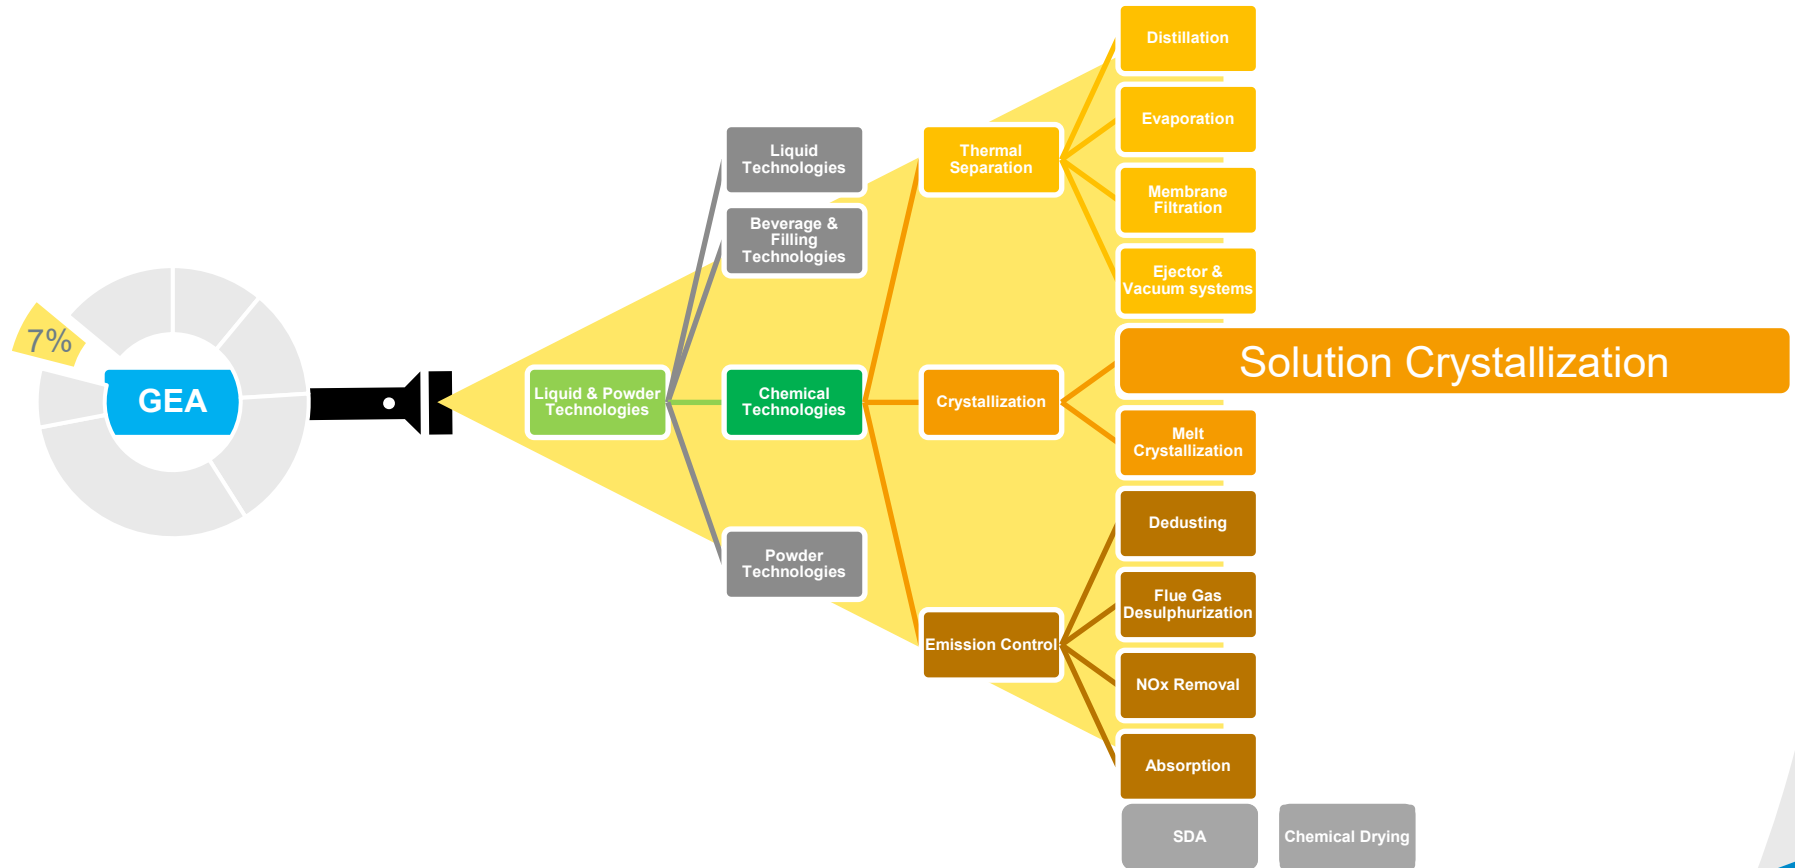 7%
GEA
Liquid & Powder
Technologies
Liquid
Technologies
Beverage &
Filling
Technologies
Chemical
Technologies
Powder
Technologies
Thermal
Separation
Crystallization
Emission Control
Distillation
Evaporation
Membrane
Filtration
Ejector &
Vacuum systems
Solution Crystallization
Melt
Crystallization
Dedusting
Flue Gas
Desulphurization
NOx Removal
Absorption
SDA
Chemical Drying